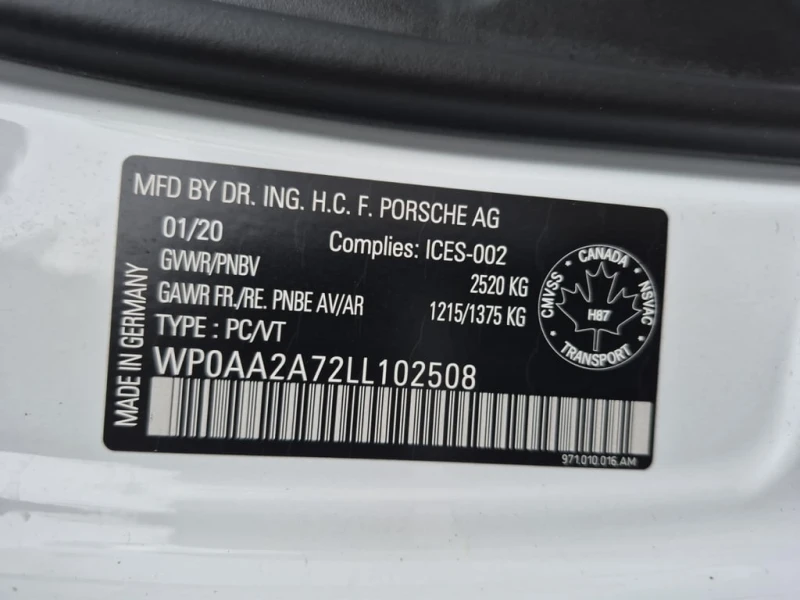 MFD BY DR. ING. H.C. F. PORSCHE AG
01/20 Complies: ICES-002
GWR/PNBV 2520 KG
GAWR FR./RE. PNBE AV/AR 1215/1375 KG
TYPE : PC/VT
WP0AA2A72LL102508
MADE IN GERMANY
CANADA
CMVSS NSVAC
H87
TRANSPORT
971.010.016.AM